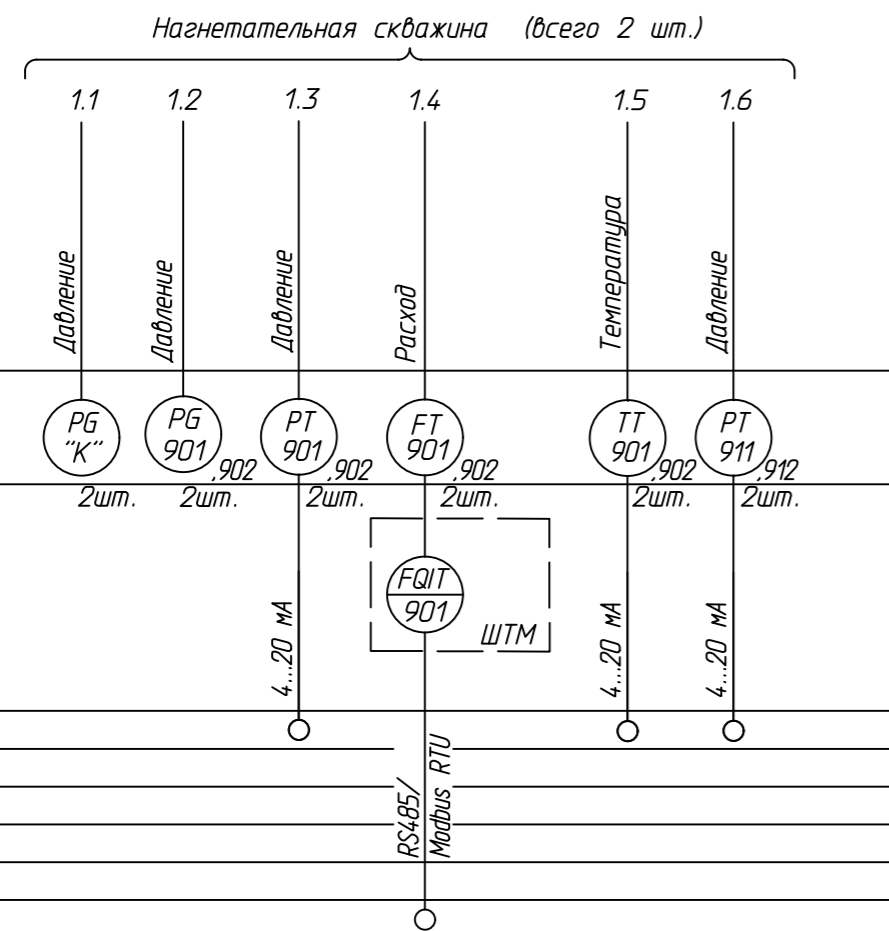 Нагнетательная скважина (всего 2 шт.)
1.1 1.2 1.3 1.4 1.5 1.6
Давление
Давление
Давление
Расход
Температура
Давление
PG
"К"
2шт.
PG
901
,902
2шт.
PT
901
,902
2шт.
FT
901
,902
2шт.
TT
901
,902
2шт.
PT
911
,912
2шт.
FQIT
901
ШТМ
4...20 мА
4...20 мА
4...20 мА
RS485/
Modbus RTU